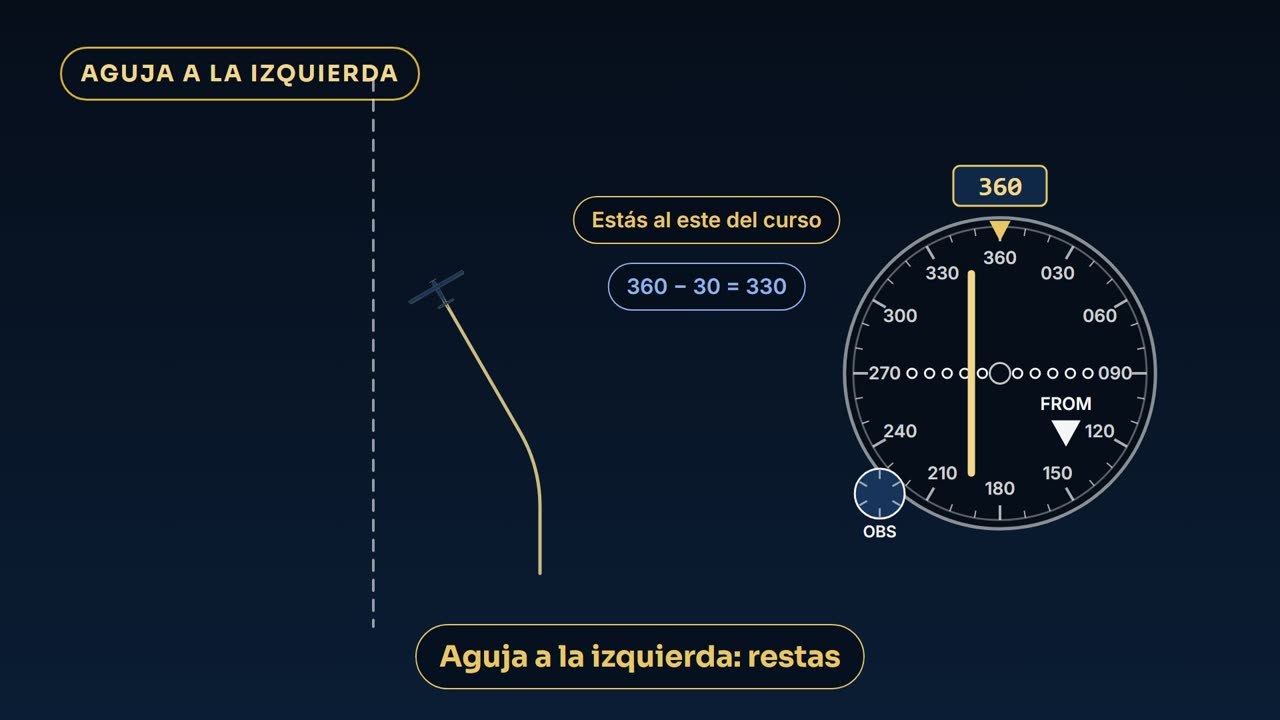 AGUJA A LA IZQUIERDA
360
Estás al este del curso
360 – 30 = 330
360
330
030
300
060
270
090
FROM
240
120
210
150
180
OBS
Aguja a la izquierda: restas